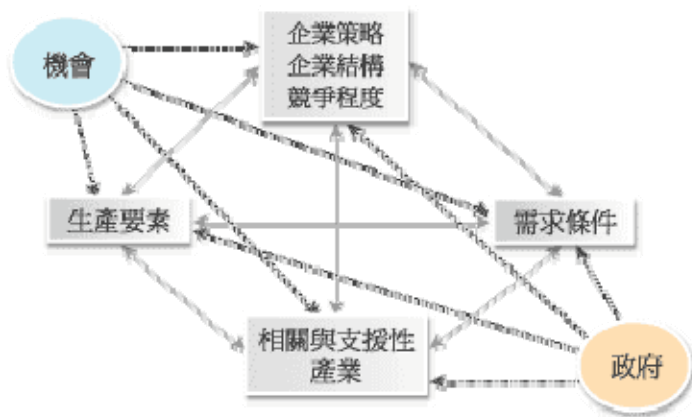 機會
企業策略
企業結構
競爭程度
生產要素
需求條件
相關與支援性
產業
政府